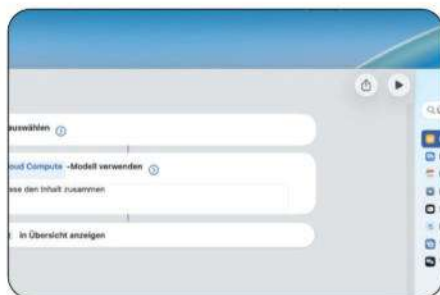 auswählen
oud Compute -Modell verwenden
sse den Inhalt zusammen
in Übersicht anzeigen